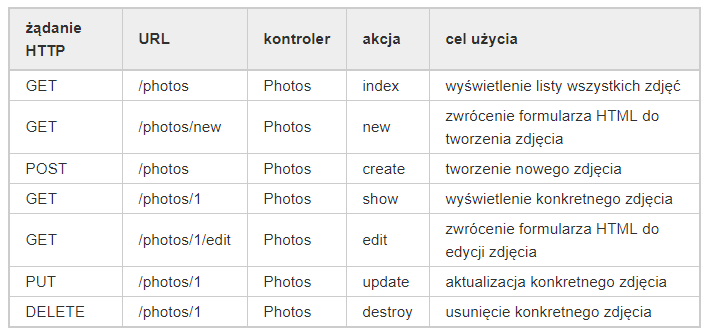 żądanie HTTP URL kontroler akcja cel użycia
GET /photos Photos index wyświetlenie listy wszystkich zdjęć
GET /photos/new Photos new zwrócenie formularza HTML do tworzenia zdjęcia
POST /photos Photos create tworzenie nowego zdjęcia
GET /photos/1 Photos show wyświetlenie konkretnego zdjęcia
GET /photos/1/edit Photos edit zwrócenie formularza HTML do edycji zdjęcia
PUT /photos/1 Photos update aktualizacja konkretnego zdjęcia
DELETE /photos/1 Photos destroy usunięcie konkretnego zdjęcia